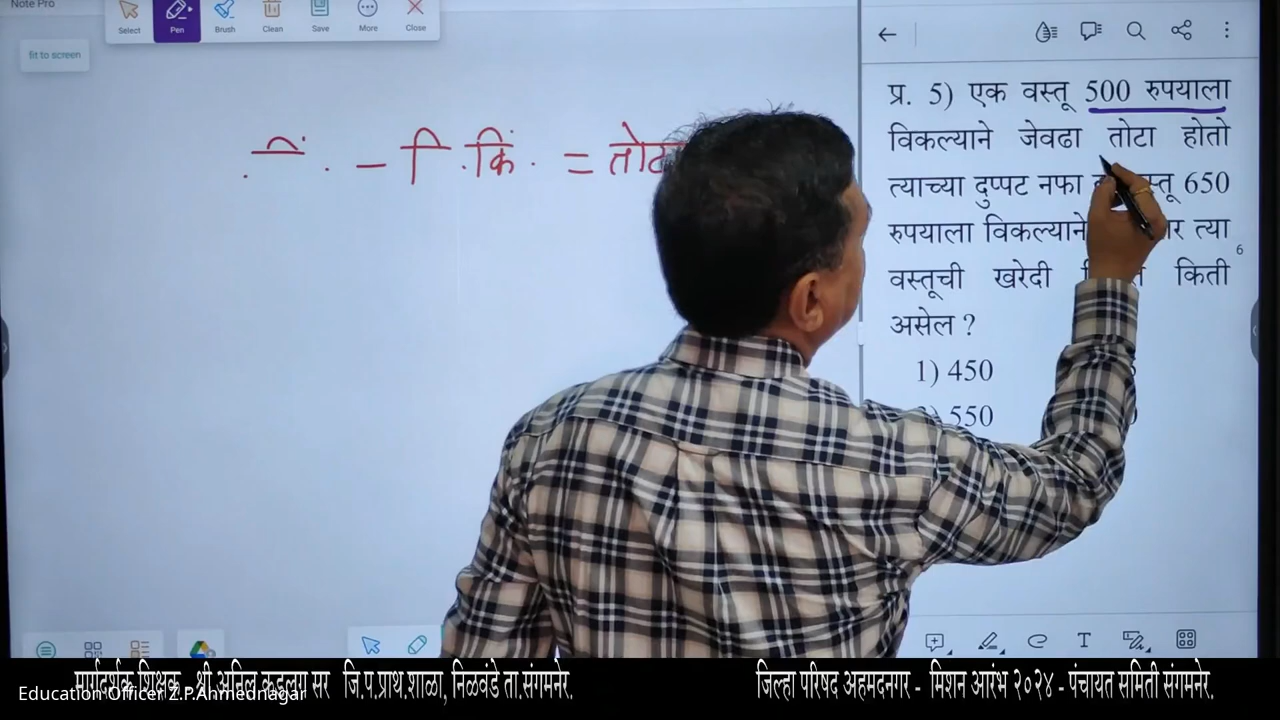 Note Pro
Select
Pen
Brush
Clean
Save
More
Close
fit to screen
- वि. किं. = तोटा
प्र. 5) एक वस्तू 500 रुपयाला
विकल्याने जेवढा तोटा होतो
त्याच्या दुप्पट नफा वस्तू 650
रुपयाला विकल्याने त्या
वस्तूची खरेदी किती
असेल ?
6
1) 450
550
T
मार्गदर्शक शिक्षक - श्री अनिल कडलग सर जि.प.प्राथ.शाळा, निळवंडे ता.संगमनेर.
जिल्हा परिषद अहमदनगर - मिशन आरंभ २०२४ - पंचायत समिती संगमनेर.
Education Officer Z.P.Ahmednagar